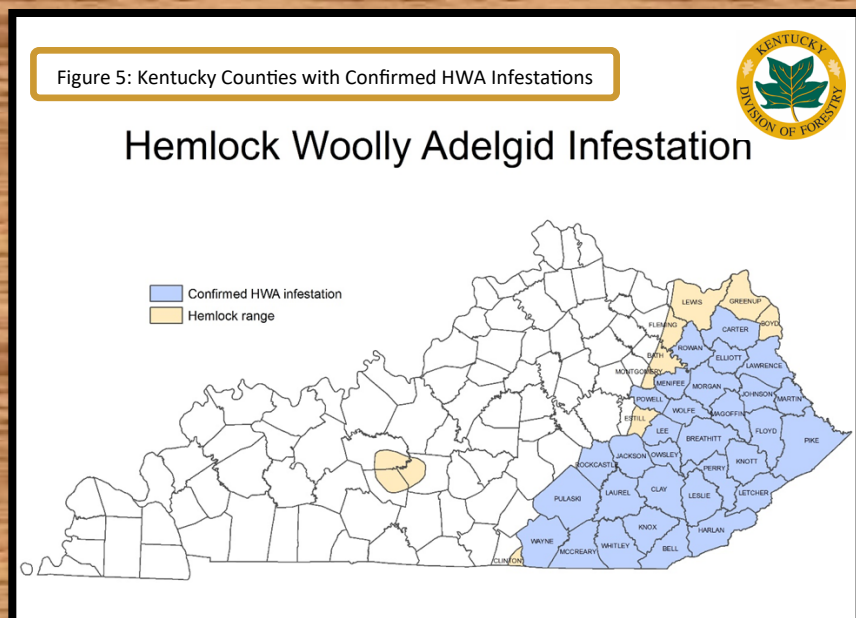 Figure 5: Kentucky Counties with Confirmed HWA Infestations
KENTUCKY
DIVISION OF FORESTRY
Hemlock Woolly Adelgid Infestation
Confirmed HWA infestation
Hemlock range
LEWIS
GREENUP
FLEMING
CARTER
BOYD
ROWAN
BATH
ELLIOTT
LAWRENCE
MONTGOMERY
MENIFEE
MORGAN
JOHNSON
MARTIN
POWELL
WOLFE
MAGOFFIN
ESTILL
LEE
FLOYD
BREATHITT
PIKE
JACKSON
OWSLEY
ROCKCASTLE
KNOTT
PERRY
PULASKI
LAUREL
CLAY
LESLIE
LETCHER
KNOX
HARLAN
WAYNE
MCCREARY
WHITLEY
BELL
CLINTON